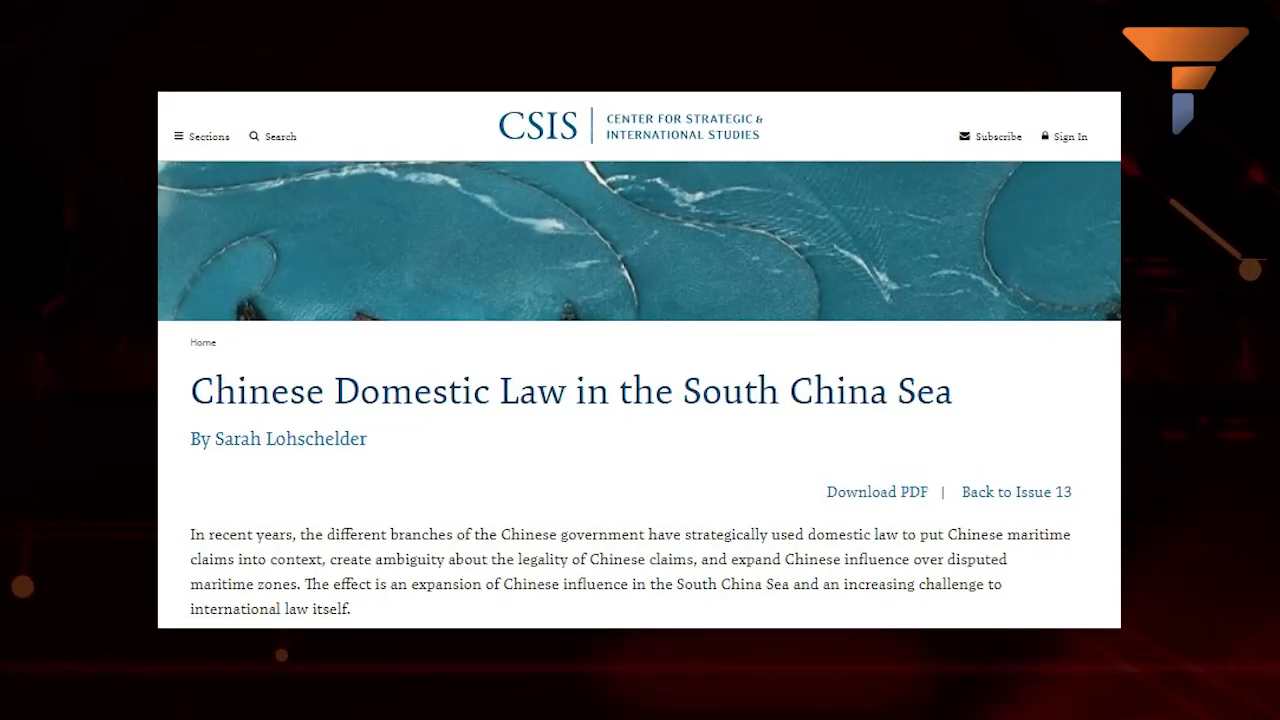 Sections
Search
CSIS
CENTER FOR STRATEGIC &
INTERNATIONAL STUDIES
Subscribe
Sign In
Home
Chinese Domestic Law in the South China Sea
By Sarah Lohschelder
Download PDF | Back to Issue 13
In recent years, the different branches of the Chinese government have strategically used domestic law to put Chinese maritime
claims into context, create ambiguity about the legality of Chinese claims, and expand Chinese influence over disputed
maritime zones. The effect is an expansion of Chinese influence in the South China Sea and an increasing challenge to
international law itself.